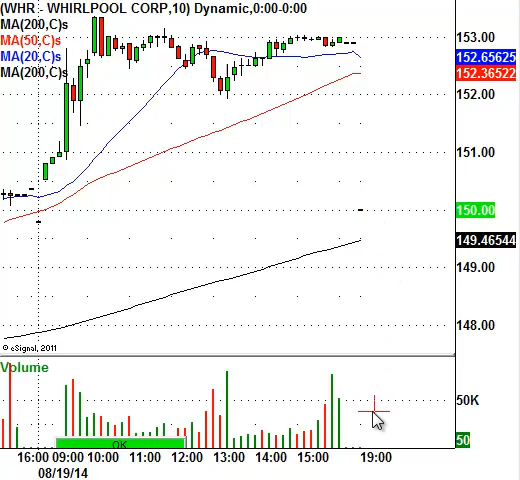 (WHR - WHIRLPOOL CORP,10) Dynamic,0:00-0:00
MA(200,C)s
MA(50,C)s
MA(20,C)s
MA(200,C)s
153.00
152.65625
152.36522
152.00
151.00
150.00
149.46544
149.00
148.00
© eSignal, 2011
Volume
50K
50
OK
16:00 09:00 10:00 11:00 12:00 13:00 14:00 15:00 19:00
08/19/14